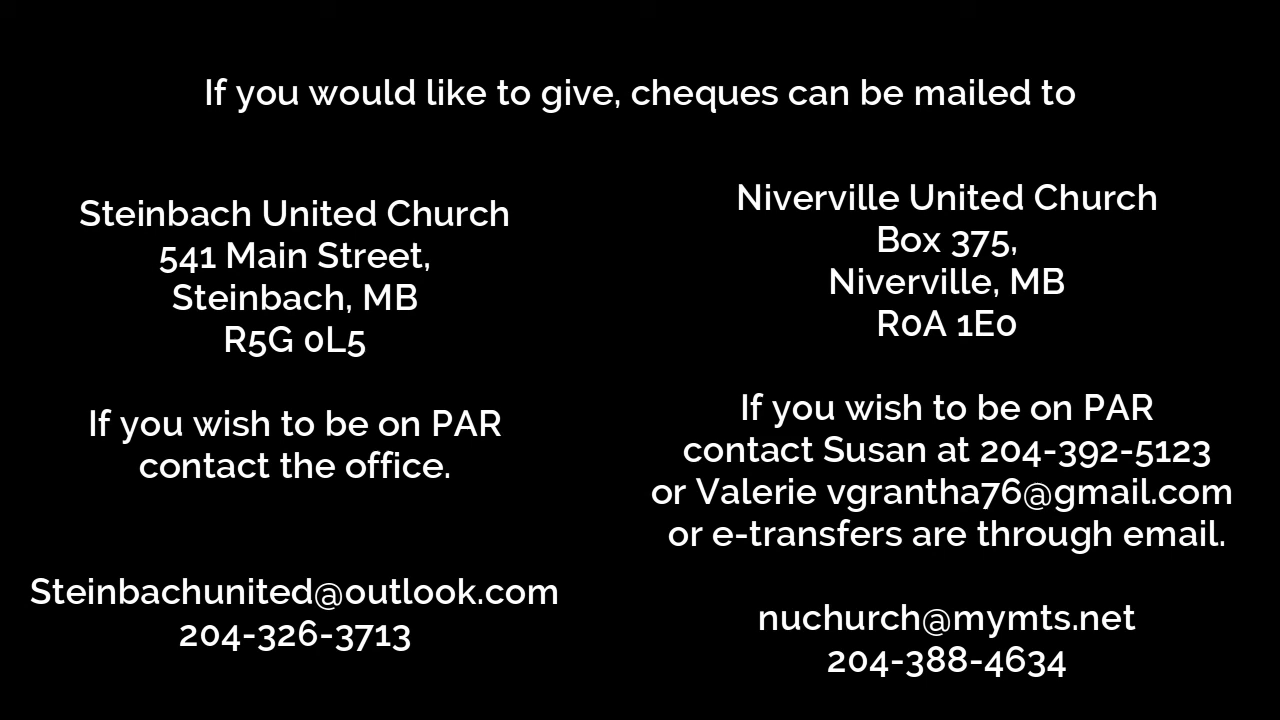 If you would like to give, cheques can be mailed to
Steinbach United Church
541 Main Street,
Steinbach, MB
R5G 0L5
If you wish to be on PAR
contact the office.
Steinbachunited@outlook.com
204-326-3713
Niverville United Church
Box 375,
Niverville, MB
R0A 1E0
If you wish to be on PAR
contact Susan at 204-392-5123
or Valerie vgrantha76@gmail.com
or e-transfers are through email.
nuchurch@mymts.net
204-388-4634